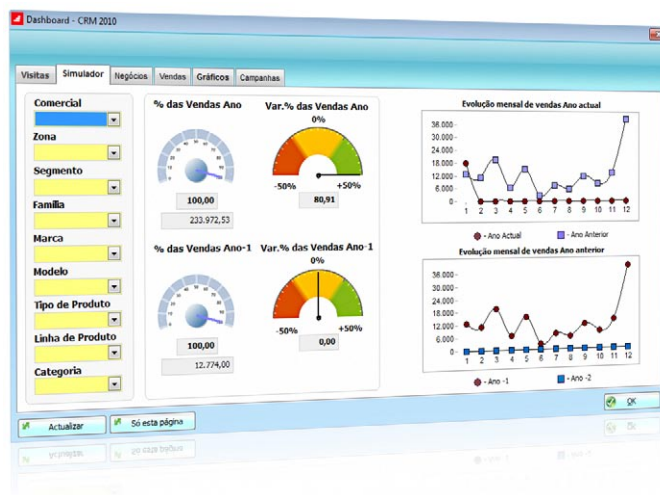 Dashboard - CRM 2010
Visitas Simulador Negócios Vendas Gráficos Campanhas
Comercial
Zona
Segmento
Familia
Marca
Modelo
Tipo de Produto
Linha de Produto
Categoria
% das Vendas Ano
100,00
233.972,53
Var.% das Vendas Ano
0%
-50% +50%
80,91
% das Vendas Ano-1
100,00
12.774,00
Var.% das Vendas Ano-1
0%
-50% +50%
0,00
Evolução mensal de vendas Ano actual
36.000
30.000
24.000
18.000
12.000
6.000
0
1 2 3 4 5 6 7 8 9 10 11 12
- Ano Actual - Ano Anterior
Evolução mensal de vendas Ano anterior
36.000
30.000
24.000
18.000
12.000
6.000
0
1 2 3 4 5 6 7 8 9 10 11 12
- Ano -1 - Ano -2
Actualizar Só esta página OK